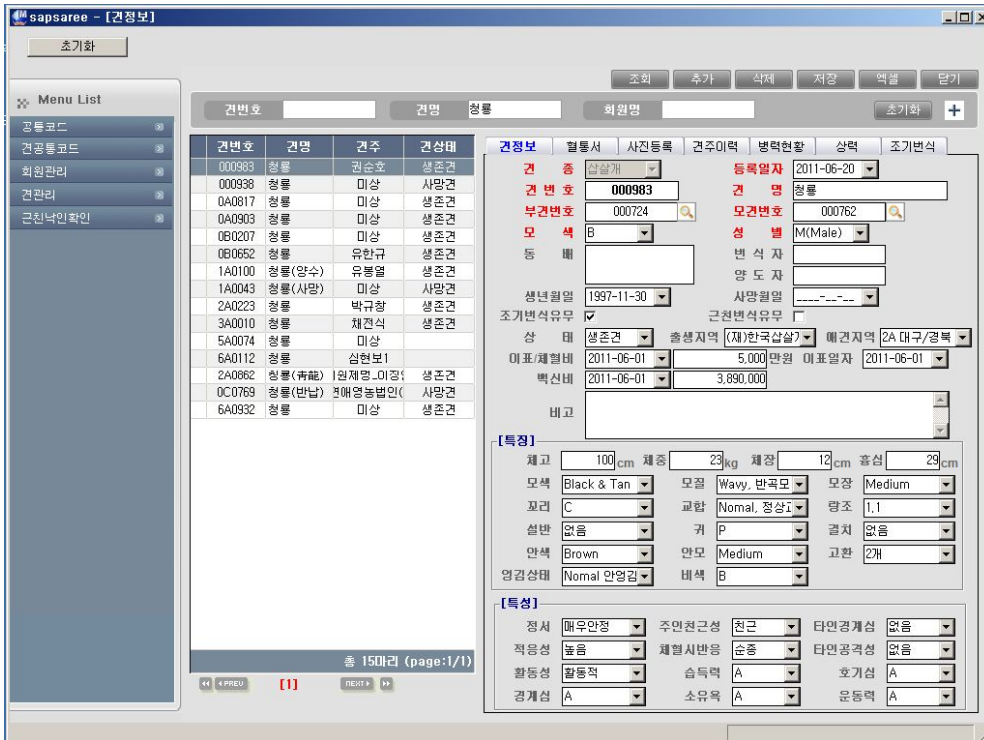 sapsaree - [견정보]
초기화
조회 추가 삭제 저장 엑셀 닫기
Menu List
공통코드
견공통코드
회원관리
견관리
근친낙인확인
견번호 견명 청룡 회원명 초기화
견번호 견명 견주 견상태
000983 청룡 권순호 생존견
000938 청룡 미상 사망견
0A0817 청룡 미상 생존견
0A0903 청룡 미상 생존견
0B0207 청룡 미상 생존견
0B0652 청룡 유한규 생존견
1A0100 청룡(양수) 유봉열 생존견
1A0043 청룡(사망) 미상 사망견
2A0223 청룡 박규창 생존견
3A0010 청룡 채전식 생존견
5A0074 청룡 미상
6A0112 청룡 심현보1
2A0862 청룡(靑龍) 원제명_이정 생존견
0C0769 청룡(반납) 애영농법인( 사망견
6A0932 청룡 미상 생존견
총 15마리 (page:1/1)
PREV [1] NEXT
견정보 혈통서 사진등록 견주이력 병력현황 상력 조기번식
견 종 삽살개 등록일자 2011-06-20
견 번 호 000983 견 명 청룡
부견번호 000724 모견번호 000762
모 색 B 성 별 M(Male)
동 배 번 식 자
양 도 자
생년월일 1997-11-30 사망월일 ____-__-__
조기번식유무 근친번식유무
상 태 생존견 출생지역 (재)한국삽살 애견지역 2A 대구/경북
이표/채혈비 2011-06-01 5,000 만원 이표일자 2011-06-01
백신비 2011-06-01 3,890,000
비고
[특징]
체고 100 cm 체중 23 kg 체장 12 cm 흉심 29 cm
모색 Black & Tan 모질 Wavy, 반곡모 모장 Medium
꼬리 C 교합 Nomal, 정상 랑조 1,1
설반 없음 귀 P 결치 없음
안색 Brown 안모 Medium 고환 2개
엉김상태 Nomal 안엉김 비색 B
[특성]
정서 매우안정 주인친근성 친근 타인경계심 없음
적응성 높음 채혈시반응 순종 타인공격성 없음
활동성 활동적 습득력 A 호기심 A
경계심 A 소유욕 A 운동력 A